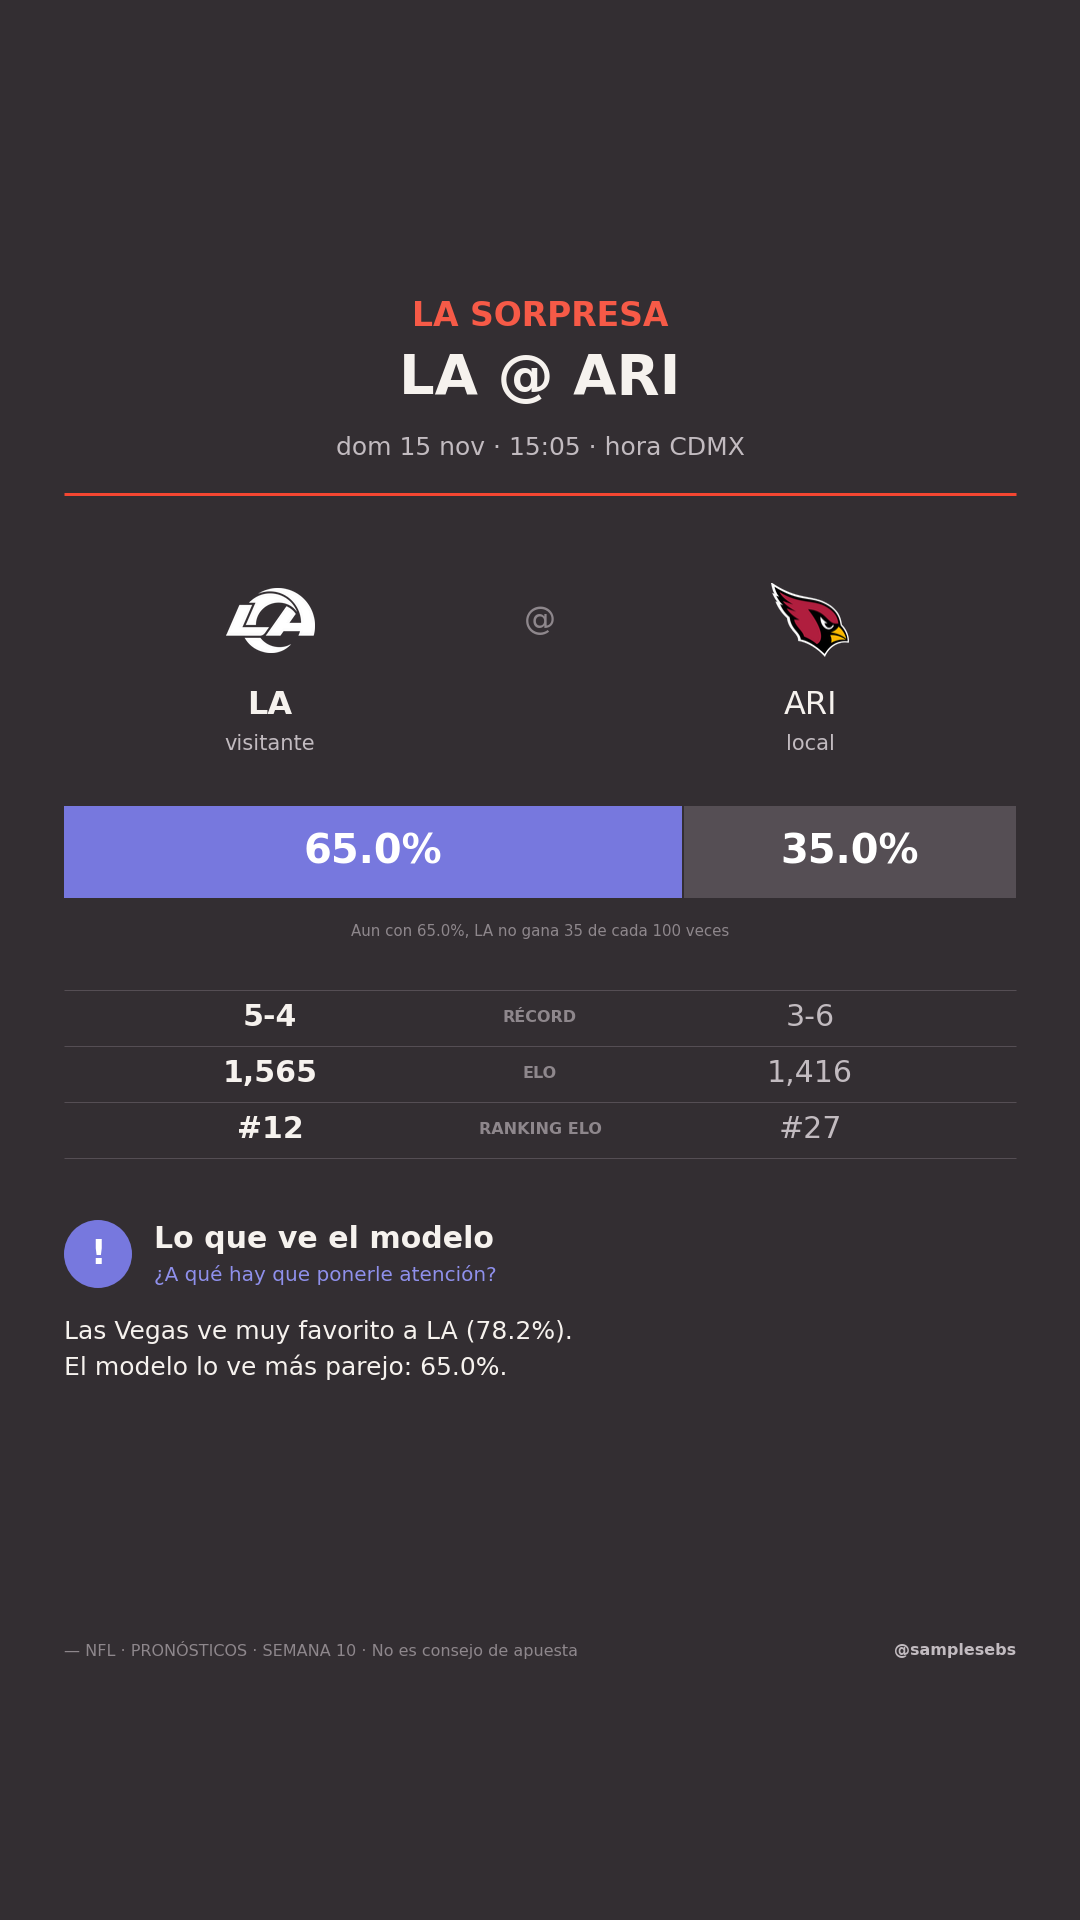 LA SORPRESA
LA @ ARI
dom 15 nov · 15:05 · hora CDMX
LA
@
LA
visitante
ARI
local
65.0%
35.0%
Aun con 65.0%, LA no gana 35 de cada 100 veces
5-4 RÉCORD 3-6
1,565 ELO 1,416
#12 RANKING ELO #27
!
Lo que ve el modelo
¿A qué hay que ponerle atención?
Las Vegas ve muy favorito a LA (78.2%).
El modelo lo ve más parejo: 65.0%.
— NFL · PRONÓSTICOS · SEMANA 10 · No es consejo de apuesta
@samplesebs